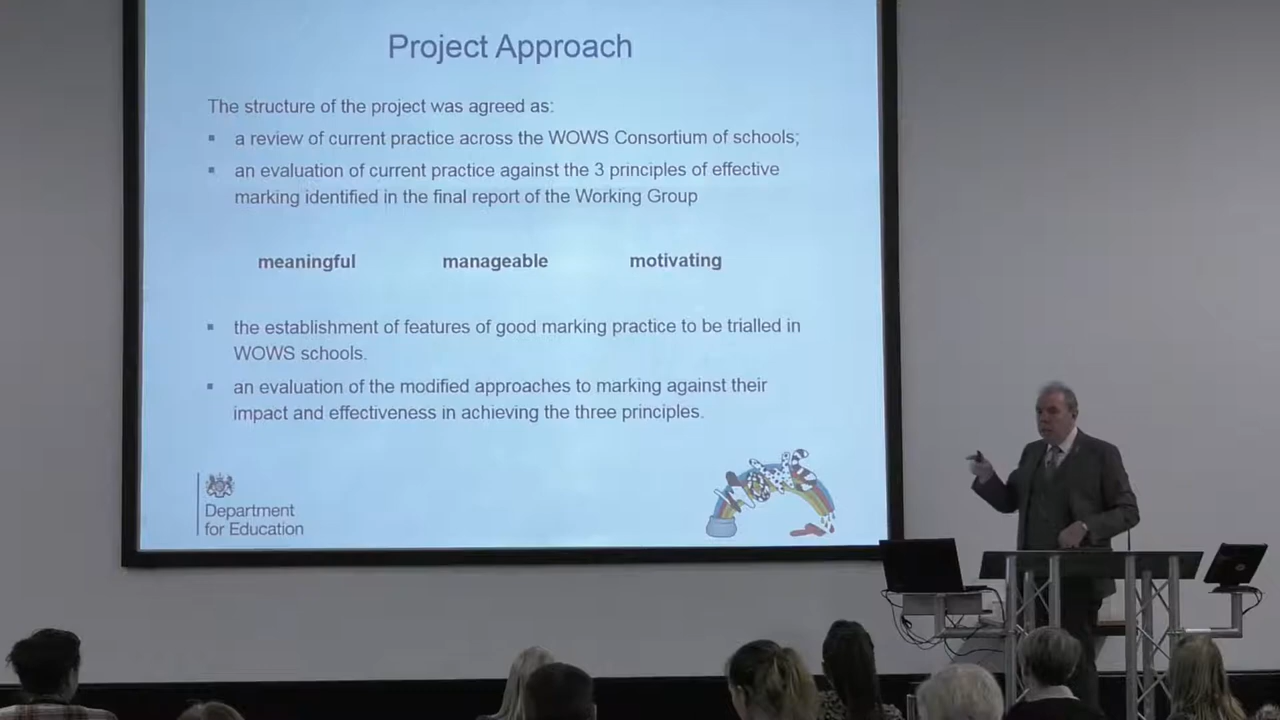 Project Approach
The structure of the project was agreed as:
a review of current practice across the WOWS Consortium of schools;
an evaluation of current practice against the 3 principles of effective
marking identified in the final report of the Working Group
meaningful manageable motivating
the establishment of features of good marking practice to be trialled in
WOWS schools.
an evaluation of the modified approaches to marking against their
impact and effectiveness in achieving the three principles.
Department
for Education